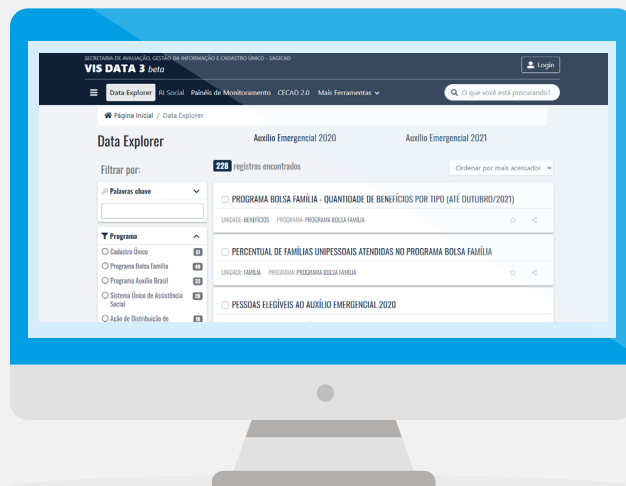 SECRETARIA DE AVALIAÇÃO, GESTÃO DA INFORMAÇÃO E CADASTRO ÚNICO - SAGICAD
VIS DATA 3 beta
Login
Data Explorer RI Social Painéis de Monitoramento CECAD 2.0 Mais Ferramentas
O que você está procurando?
Página Inicial / Data Explorer
Data Explorer
Auxílio Emergencial 2020
Auxílio Emergencial 2021
Filtrar por:
228 registros encontrados
Ordenar por mais acessador
Palavras chave
PROGRAMA BOLSA FAMÍLIA - QUANTIDADE DE BENEFÍCIOS POR TIPO (ATÉ OUTUBRO/2021)
UNIDADE: BENEFÍCIOS PROGRAMA: PROGRAMA BOLSA FAMÍLIA
Programa
Cadastro Único 51
PERCENTUAL DE FAMÍLIAS UNIPESSOAIS ATENDIDAS NO PROGRAMA BOLSA FAMÍLIA
Programa Bolsa Família
UNIDADE: FAMÍLIA PROGRAMA: PROGRAMA BOLSA FAMÍLIA
Programa Auxílio Brasil
Sistema Único de Assistência Social
PESSOAS ELEGÍVEIS AO AUXÍLIO EMERGENCIAL 2020
Ação de Distribuição de